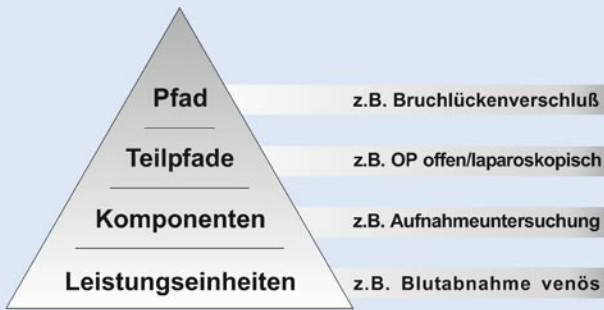 Pfad z.B. Bruchlückenverschluß
Teilpfade z.B. OP offen/laparoskopisch
Komponenten z.B. Aufnahmeuntersuchung
Leistungseinheiten z.B. Blutabnahme venös